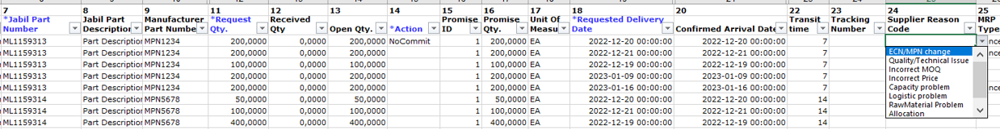 7 8 9 11 12 13 14 15 16 17 18 20 22 23 24 25
*Jabil Part Number Jabil Part Description Manufacturer Part Numbe *Request Qty. Received Qty Open Qty. *Action Promise ID Promise Qty. Unit Of Measu *Requested Delivery Date Confirmed Arrival Date Transit time Tracking Number Supplier Reason Code MRP Type
ML1159313 Part Description MPN1234 200,0000 0,0000 200,0000 NoCommit 1 200,0000 EA 2022-12-20 00:00:00 2022-12-20 00:00:00 7 nce
ML1159313 Part Description MPN1234 200,0000 0,0000 200,0000 1 200,0000 EA 2022-12-21 00:00:00 2022-12-21 00:00:00 7 ECN/MPN change
ML1159313 Part Description MPN1234 100,0000 0,0000 100,0000 1 100,0000 EA 2022-12-19 00:00:00 2022-12-19 00:00:00 7 Quality/Technical Issue
Incorrect MOQ
ML1159313 Part Description MPN1234 200,0000 0,0000 200,0000 1 200,0000 EA 2023-01-09 00:00:00 2023-01-09 00:00:00 7 Incorrect Price
ML1159313 Part Description MPN1234 200,0000 0,0000 200,0000 1 200,0000 EA 2023-01-16 00:00:00 2023-01-16 00:00:00 7 Capacity problem nce
ML1159314 Part Description MPN5678 50,0000 0,0000 50,0000 1 50,0000 EA 2022-12-20 00:00:00 2022-12-20 00:00:00 14 Logistic problem
ML1159314 Part Description MPN5678 100,0000 0,0000 100,0000 1 100,0000 EA 2022-12-21 00:00:00 2022-12-21 00:00:00 14 RawMaterial Problem
ML1159314 Part Description MPN5678 400,0000 0,0000 400,0000 1 400,0000 EA 2022-12-19 00:00:00 2022-12-19 00:00:00 14 Allocation